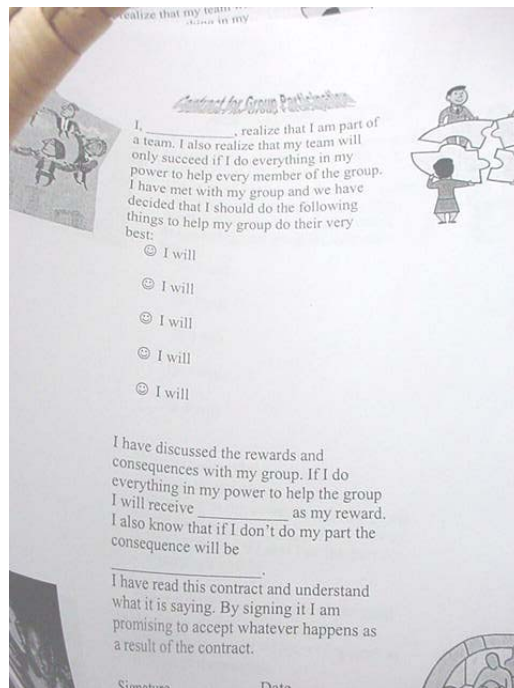 realize that my team
in my
Contract for Group Participation
I, ____________, realize that I am part of
a team. I also realize that my team will
only succeed if I do everything in my
power to help every member of the group.
I have met with my group and we have
decided that I should do the following
things to help my group do their very
best:
☺ I will
☺ I will
☺ I will
☺ I will
☺ I will
I have discussed the rewards and
consequences with my group. If I do
everything in my power to help the group
I will receive ____________ as my reward.
I also know that if I don't do my part the
consequence will be
____________________.
I have read this contract and understand
what it is saying. By signing it I am
promising to accept whatever happens as
a result of the contract.
Signature Date